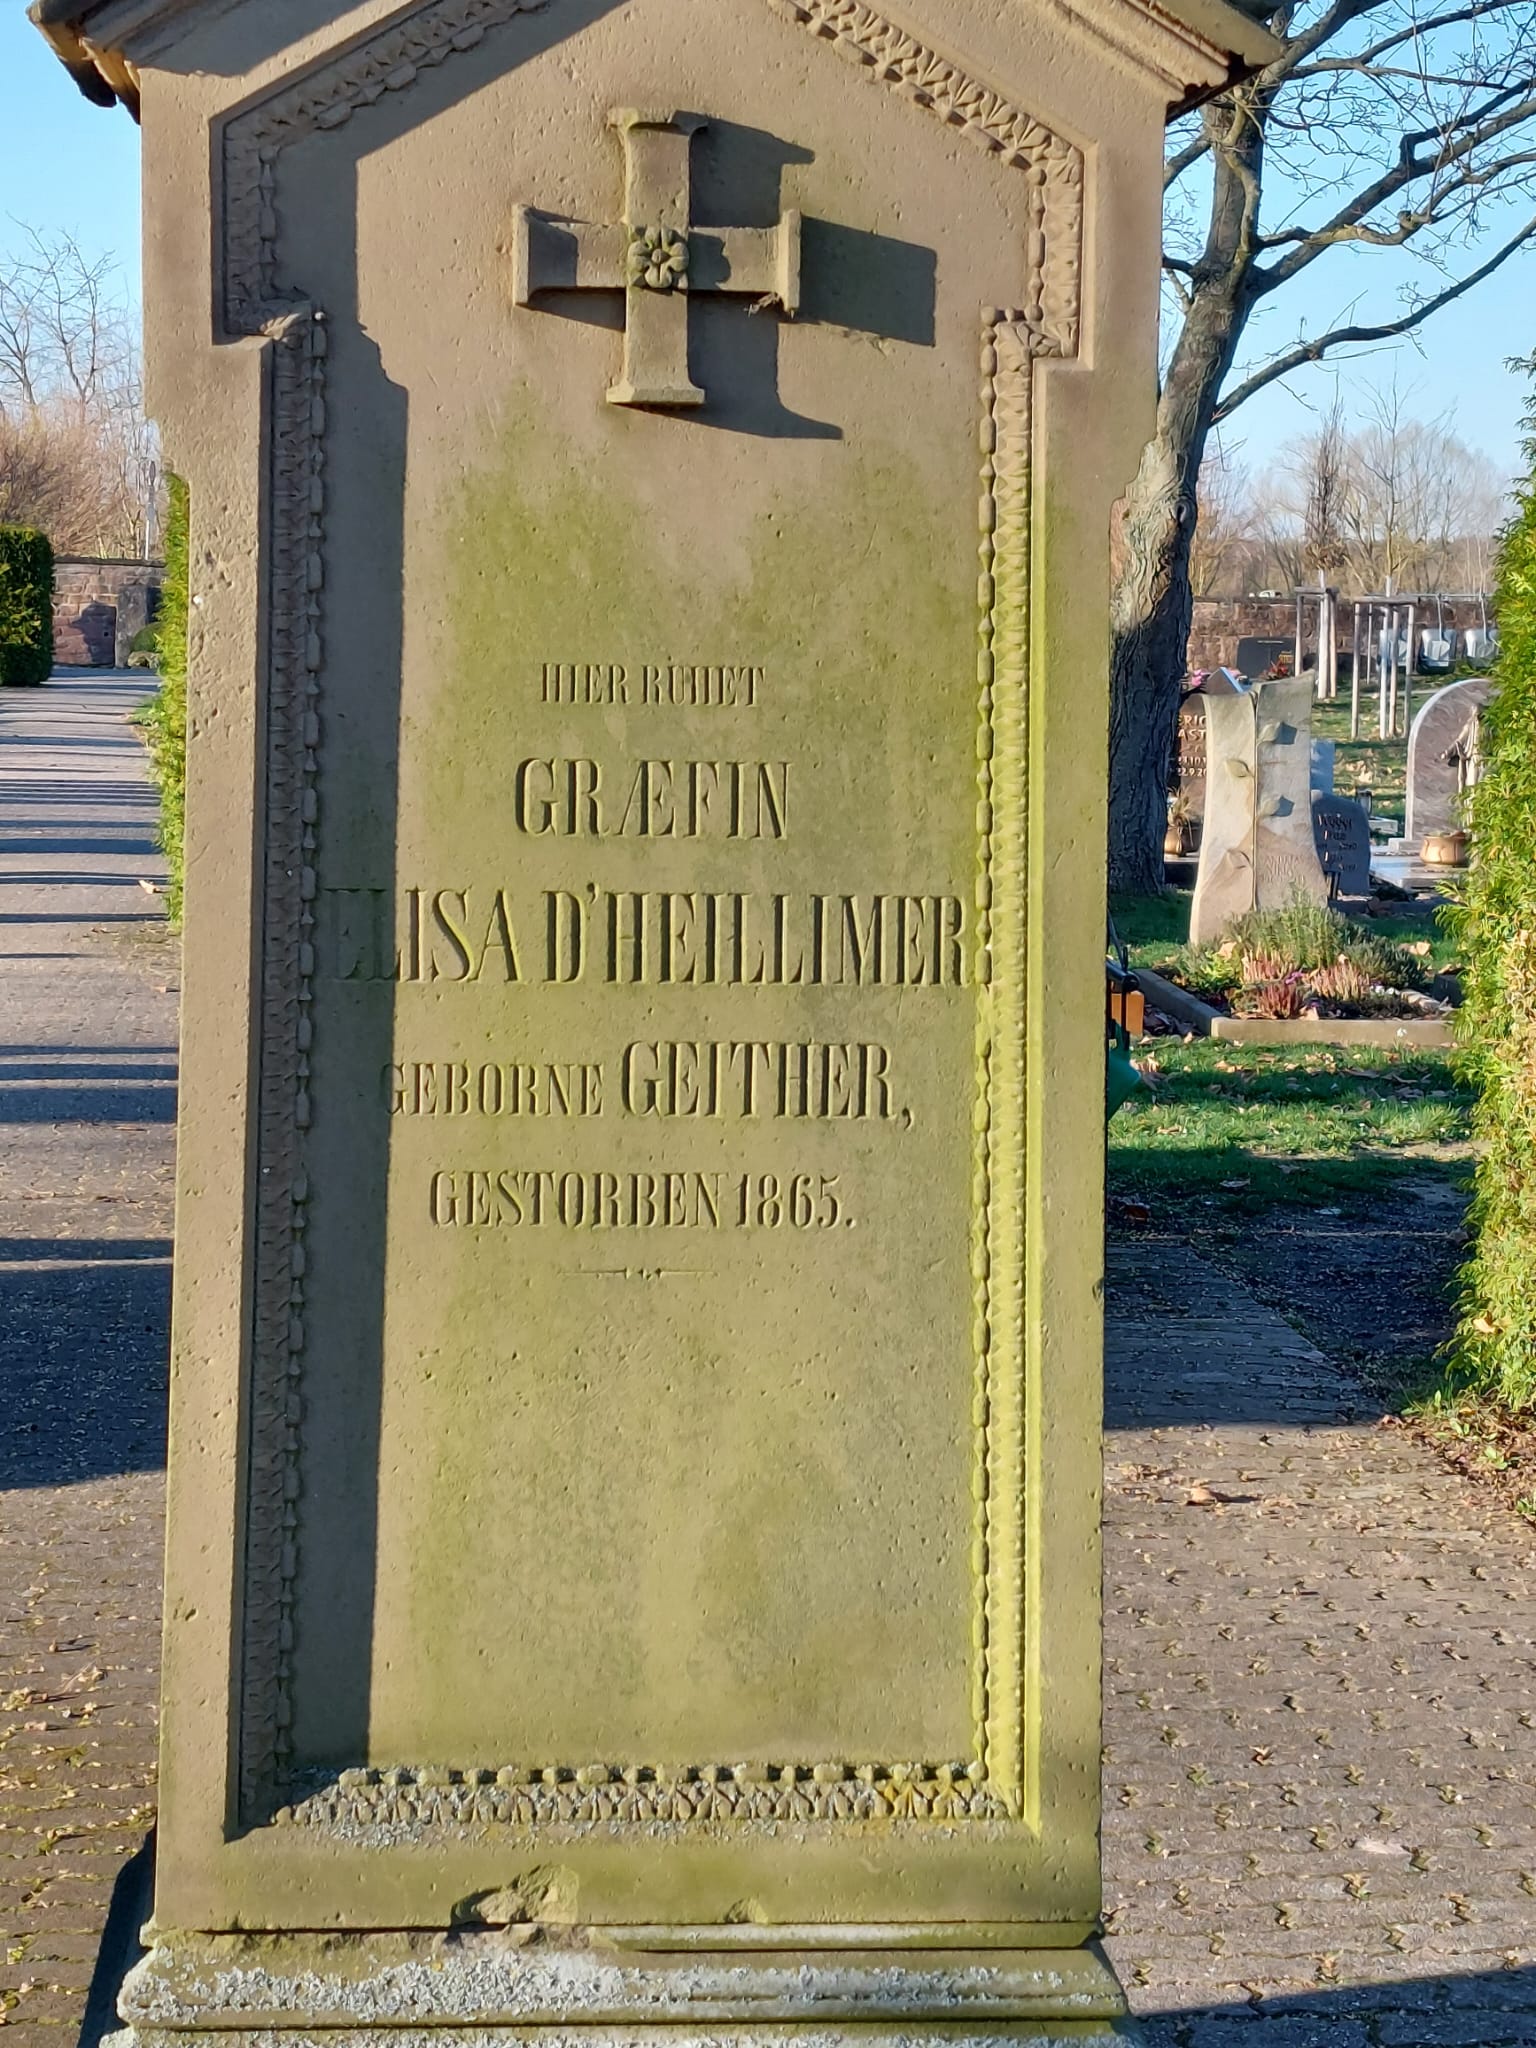 HIER RUHET
GRÆFIN
ELISA D'HEILLIMER,
GEBORNE GEITHER,
GESTORBEN 1865.